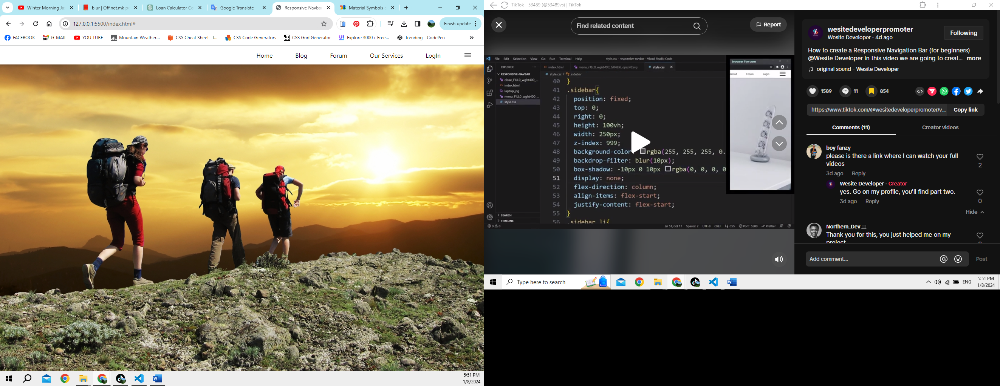 Winter Morning Ja
blur | Off.net.mk p
Loan Calculator Co
Google Translate
Responsive Navba
Material Symbols a
127.0.0.1:5500/index.html#
Finish update
FACEBOOK
G-MAIL
YOU TUBE
Mountain Weather...
CSS Cheat Sheet - I...
CSS Code Generators
CSS Grid Generator
Explore 3000+ Free...
Trending - CodePen
Home
Blog
Forum
Our Services
LogIn
5:51 PM
1/8/2024
TikTok - 53489 (@53489vs) | TikTok
Find related content
Report
File Edit Selection View Go Run Terminal Help
style.css - responsive-navbar - Visual Studio Code
EXPLORER
RESPONSIVE-NAVBAR
close_FILL0_wght400_...
index.html
laptop.jpg
menu_FILL0_wght400_...
style.css
SEARCH
TIMELINE
index.html
menu_FILL0_wght400_GRAD0_opsz48.svg
style.css
style.css > .sidebar
40 }
41 .sidebar{
42 position: fixed;
43 top: 0;
44 right: 0;
45 height: 100vh;
46 width: 250px;
47 z-index: 999;
48 background-color: rgba(255, 255, 255, 0.
49 backdrop-filter: blur(10px);
50 box-shadow: -10px 0 10px rgba(0, 0, 0, 0
51 display: none;
52 flex-direction: column;
53 align-items: flex-start;
54 justify-content: flex-start;
55 }
56 .sidebar li{
0 0
Ln 51, Col 17 Spaces: 2 UTF-8 CRLF CSS Port : 5500 Prettier
browser live cam
About
Forum
Login
wesitedeveloperpromoter
Wesite Developer · 4d ago
Following
How to create a Responsive Navigation Bar (for beginners)
@Wesite Developer In this video we are going to creat... more
original sound - Wesite Developer
1589
11
854
https://www.tiktok.com/@wesitedeveloperpromoter/v...
Copy link
Comments (11)
Creator videos
boy fanzy
please is there a link where I can watch your full
videos
2
3d ago Reply
Wesite Developer · Creator
yes. Go on my profile, you'll find part two.
0
3d ago Reply
Hide
Northern_Dev
Thank you for this, you just helped me on my
project
Add comment...
Post
Type here to search
ENG
5:51 PM
1/8/2024